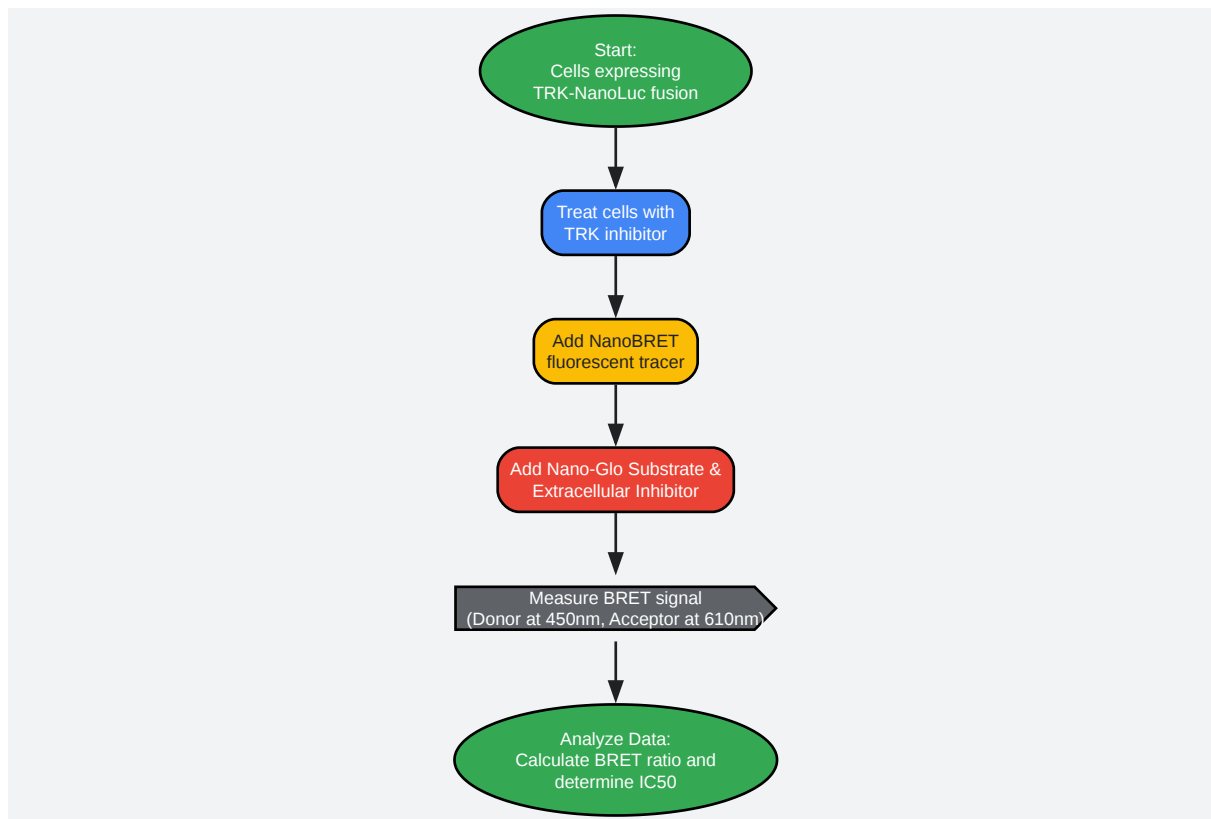 Start:
Cells expressing
TRK-NanoLuc fusion
Treat cells with
TRK inhibitor
Add NanoBRET
fluorescent tracer
Add Nano-Glo Substrate &
Extracellular Inhibitor
Measure BRET signal
(Donor at 450nm, Acceptor at 610nm)
Analyze Data:
Calculate BRET ratio and
determine IC50